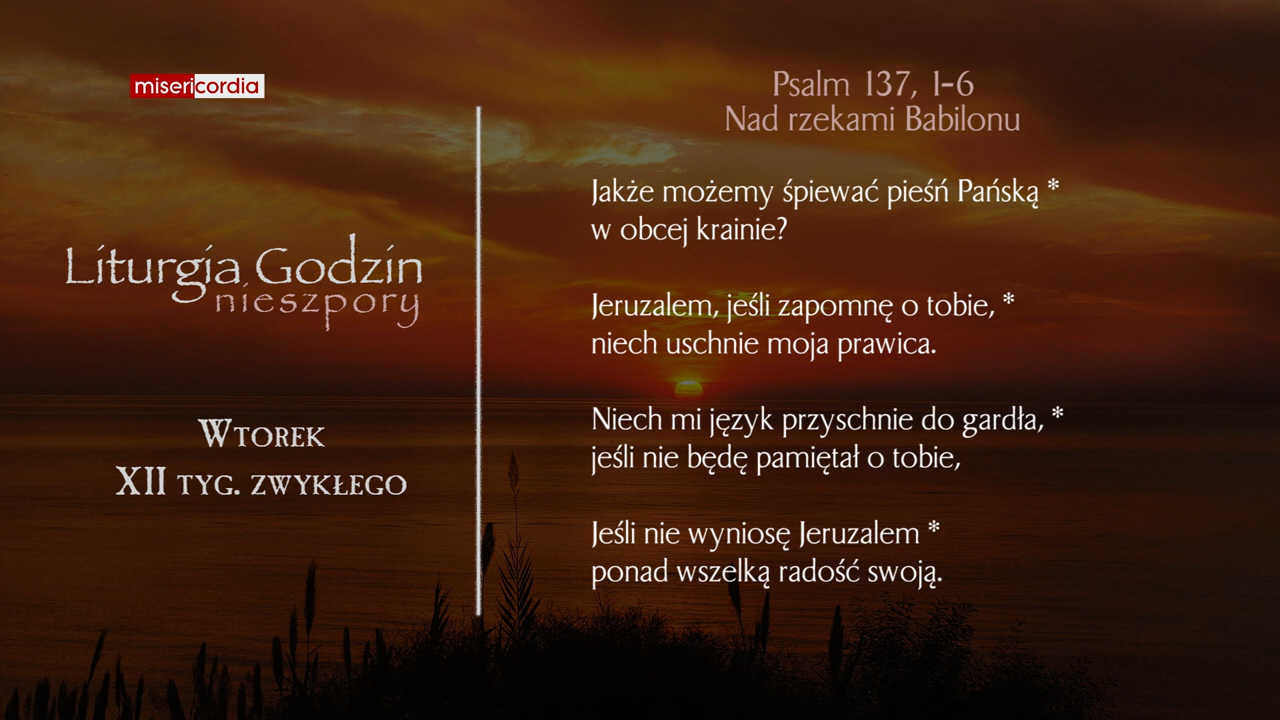 misericordia
Liturgia Godzin
nieszpory
Wtorek
XII tyg. zwykłego
Psalm 137, 1-6
Nad rzekami Babilonu
Jakże możemy śpiewać pieśń Pańską *
w obcej krainie?
Jeruzalem, jeśli zapomnę o tobie, *
niech uschnie moja prawica.
Niech mi język przyschnie do gardła, *
jeśli nie będę pamiętał o tobie,
Jeśli nie wyniosę Jeruzalem *
ponad wszelką radość swoją.